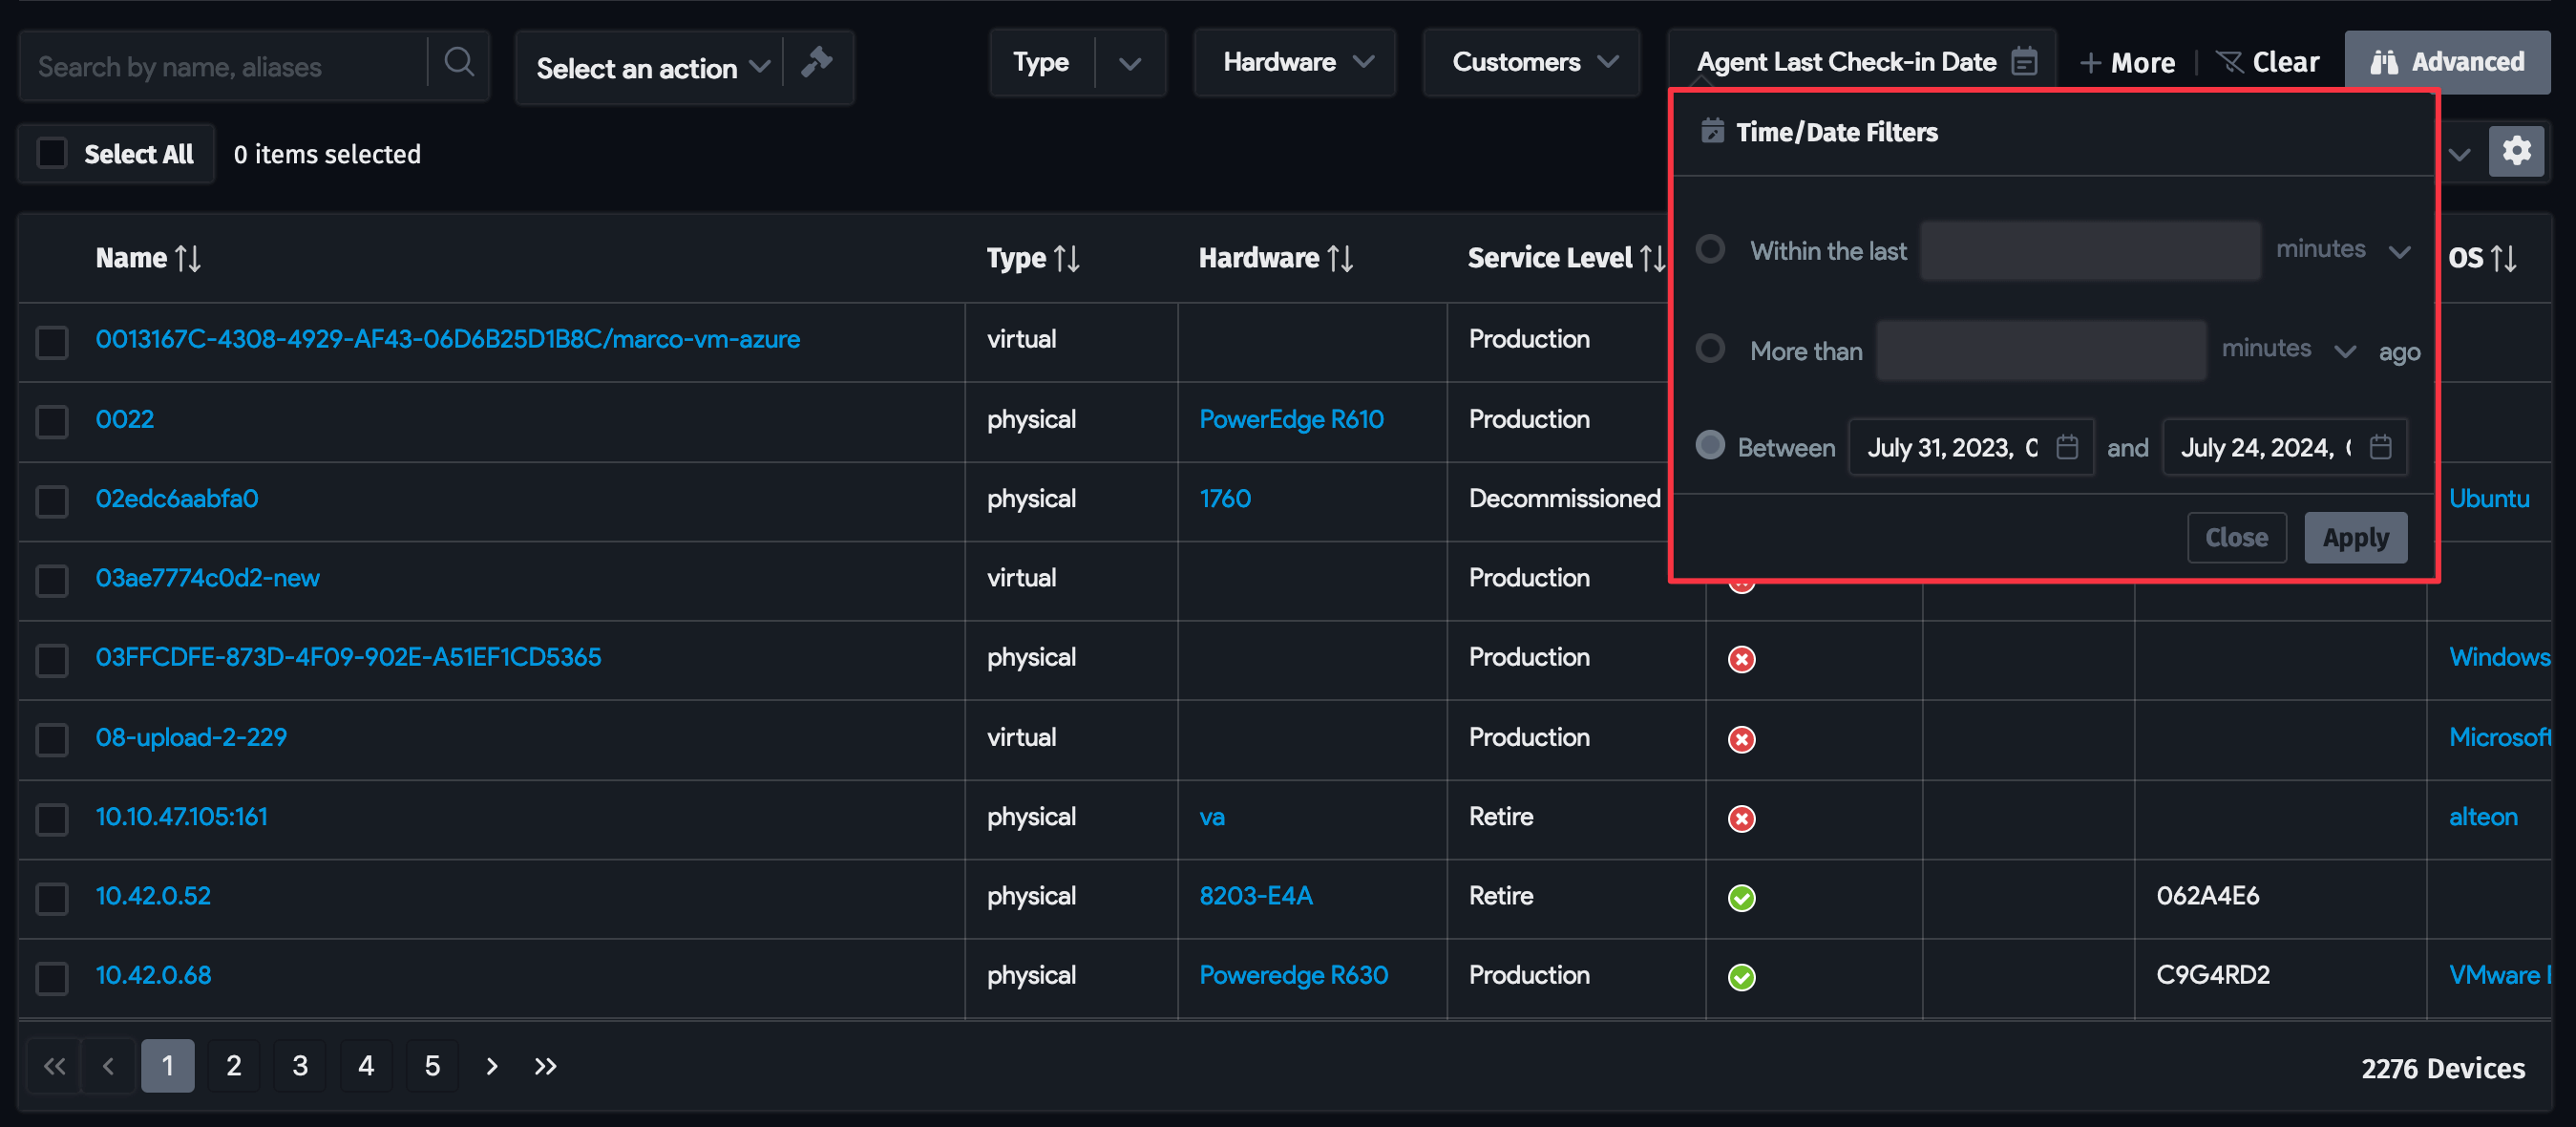 Search by name, aliases
Select an action
Type
Hardware
Customers
Agent Last Check-in Date
More
Clear
Advanced
Select All
0 items selected
Time/Date Filters
Within the last minutes
More than minutes ago
Between July 31, 2023, and July 24, 2024,
Close
Apply
Name Type Hardware Service Level OS
0013167C-4308-4929-AF43-06D6B25D1B8C/marco-vm-azure virtual Production
0022 physical PowerEdge R610 Production
02edc6aabfa0 physical 1760 Decommissioned Ubuntu
03ae7774c0d2-new virtual Production
03FFCDFE-873D-4F09-902E-A51EF1CD5365 physical Production Windows
08-upload-2-229 virtual Production Microsoft
10.10.47.105:161 physical va Retire alteon
10.42.0.52 physical 8203-E4A Retire 062A4E6
10.42.0.68 physical Poweredge R630 Production C9G4RD2 VMware
1 2 3 4 5
2276 Devices